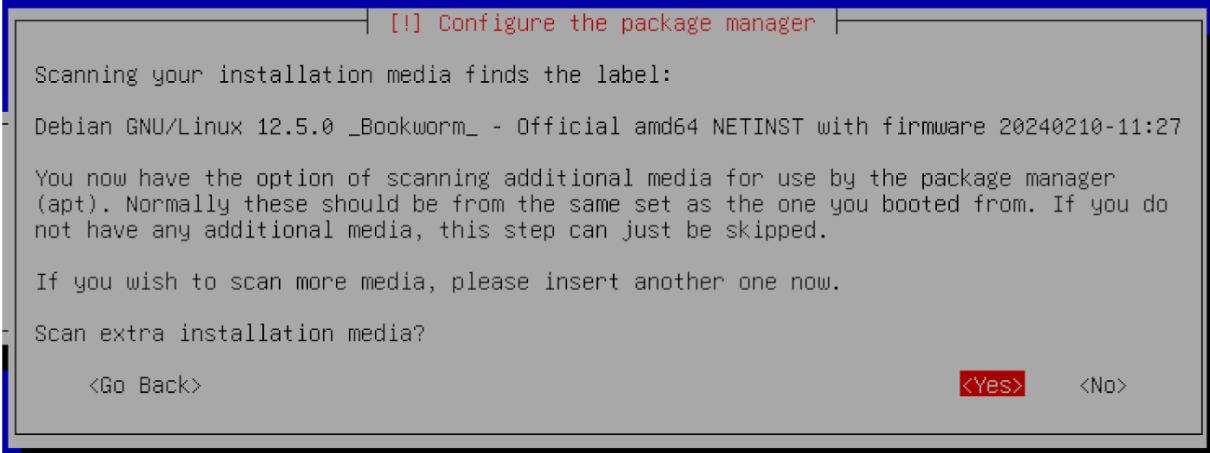 [!] Configure the package manager
Scanning your installation media finds the label:
Debian GNU/Linux 12.5.0 _Bookworm_ - Official amd64 NETINST with firmware 20240210-11:27
You now have the option of scanning additional media for use by the package manager
(apt). Normally these should be from the same set as the one you booted from. If you do
not have any additional media, this step can just be skipped.
If you wish to scan more media, please insert another one now.
Scan extra installation media?
<Go Back> <Yes> <No>